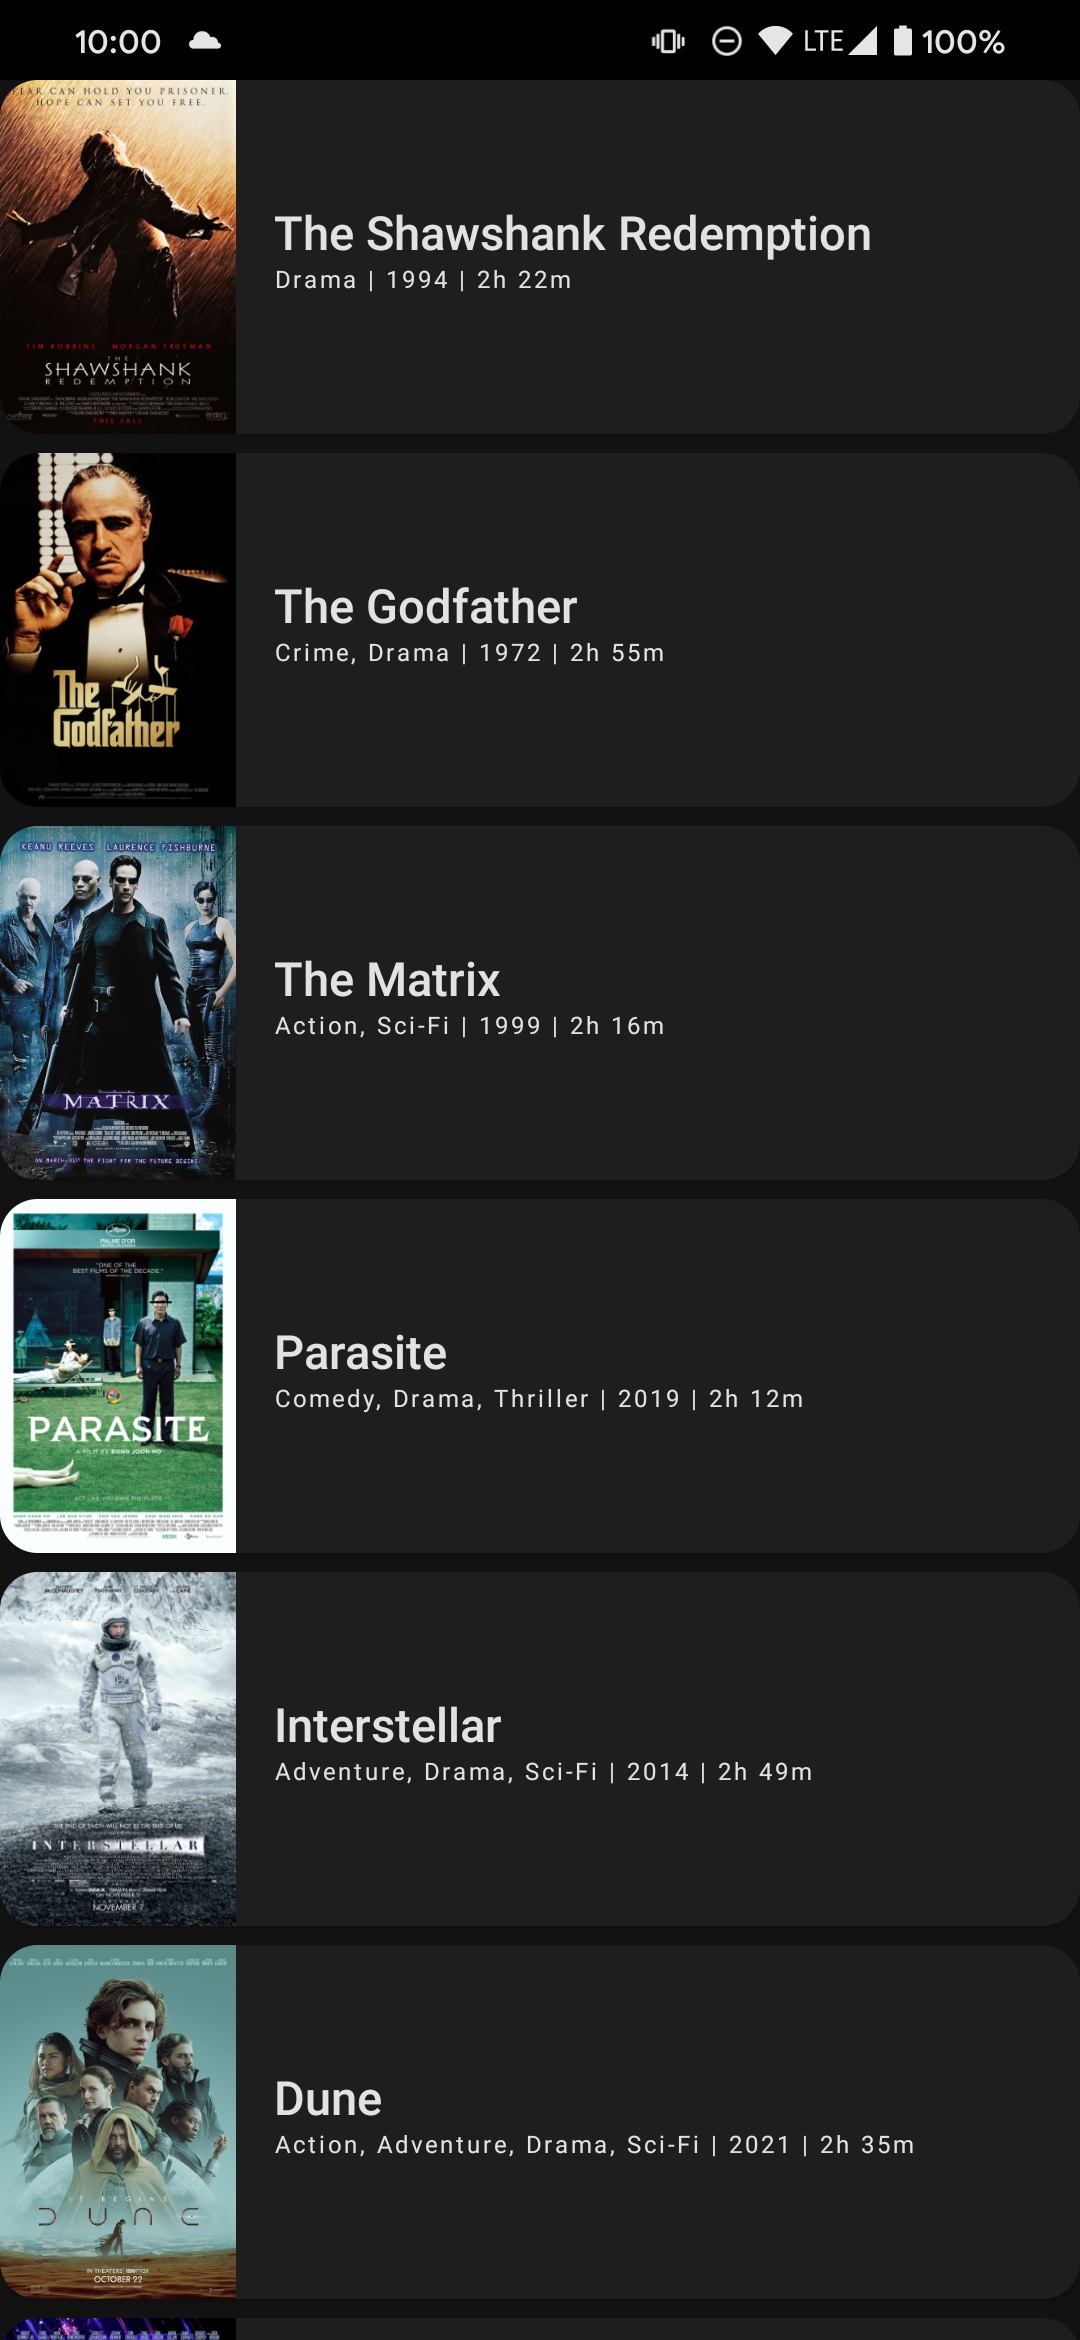 10:00
LTE 100%
FEAR CAN HOLD YOU PRISONER.
HOPE CAN SET YOU FREE.
TIM ROBBINS MORGAN FREEMAN
THE
SHAWSHANK
REDEMPTION
THIS FALL
The Shawshank Redemption
Drama | 1994 | 2h 22m
The
Godfather
The Godfather
Crime, Drama | 1972 | 2h 55m
KEANU REEVES LAURENCE FISHBURNE
MATRIX
ON MARCH 31ST THE FIGHT FOR THE FUTURE BEGINS.
The Matrix
Action, Sci-Fi | 1999 | 2h 16m
PALME D'OR
"ONE OF THE
BEST FILMS OF THE DECADE."
PARASITE
A FILM BY BONG JOON HO
ACT LIKE YOU OWN THE PLACE
Parasite
Comedy, Drama, Thriller | 2019 | 2h 12m
McCONAUGHEY HATHAWAY CHASTAIN CAINE
THE END OF EARTH WILL NOT BE THE END OF US
INTERSTELLAR
NOVEMBER 7
Interstellar
Adventure, Drama, Sci-Fi | 2014 | 2h 49m
IT BEGINS
DUNE
IN THEATERS HBO MAX
OCTOBER 22
Dune
Action, Adventure, Drama, Sci-Fi | 2021 | 2h 35m